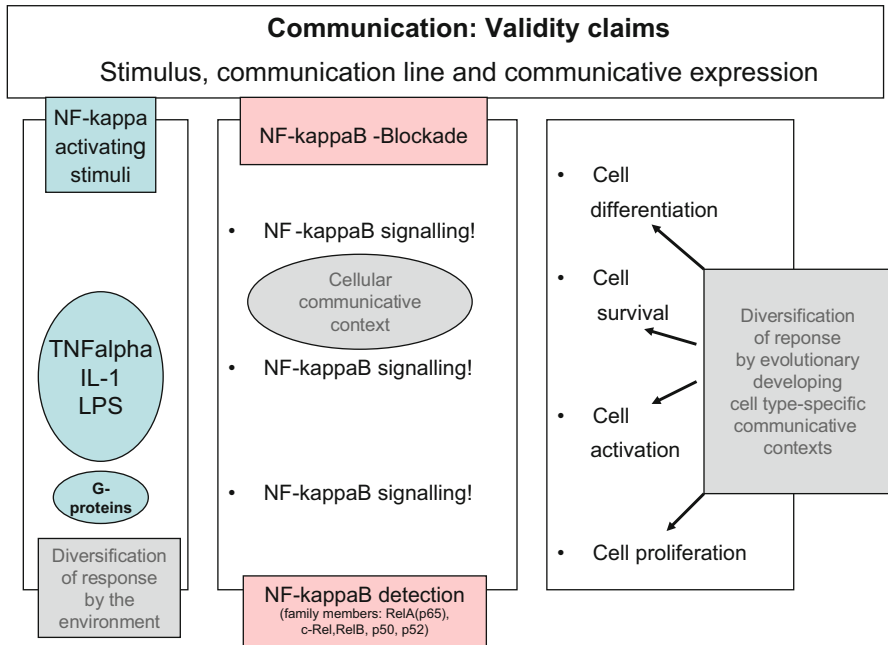 Communication: Validity claims
Stimulus, communication line and communicative expression
NF-kappa
activating
stimuli
TNFalpha
IL-1
LPS
G-
proteins
Diversification
of response
by the
environment
NF-kappaB -Blockade
• NF-kappaB signalling!
Cellular
communicative
context
• NF-kappaB signalling!
• NF-kappaB signalling!
NF-kappaB detection
(family members: RelA(p65),
c-Rel,RelB, p50, p52)
• Cell
differentiation
• Cell
survival
• Cell
activation
• Cell proliferation
Diversification
of reponse
by evolutionary
developing
cell type-specific
communicative
contexts